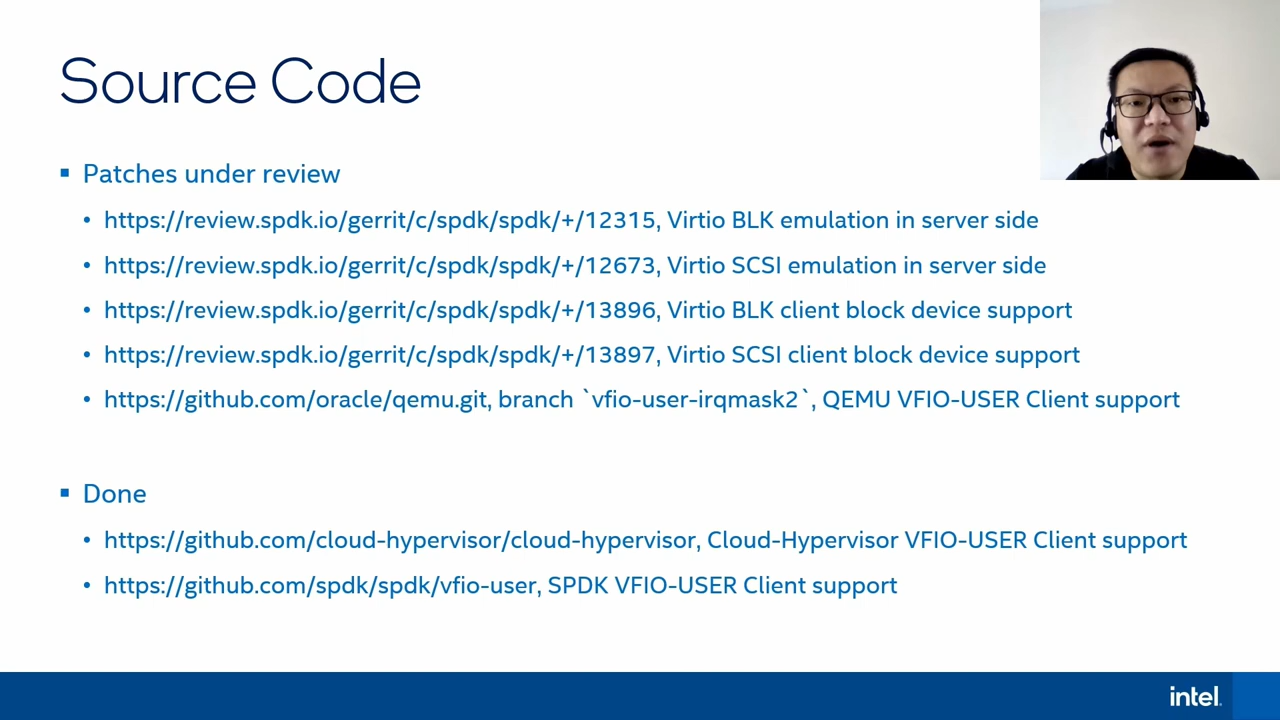 Source Code
Patches under review
https://review.spdk.io/gerrit/c/spdk/spdk/+/12315, Virtio BLK emulation in server side
https://review.spdk.io/gerrit/c/spdk/spdk/+/12673, Virtio SCSI emulation in server side
https://review.spdk.io/gerrit/c/spdk/spdk/+/13896, Virtio BLK client block device support
https://review.spdk.io/gerrit/c/spdk/spdk/+/13897, Virtio SCSI client block device support
https://github.com/oracle/qemu.git, branch `vfio-user-irqmask2`, QEMU VFIO-USER Client support
Done
https://github.com/cloud-hypervisor/cloud-hypervisor, Cloud-Hypervisor VFIO-USER Client support
https://github.com/spdk/spdk/vfio-user, SPDK VFIO-USER Client support
intel.